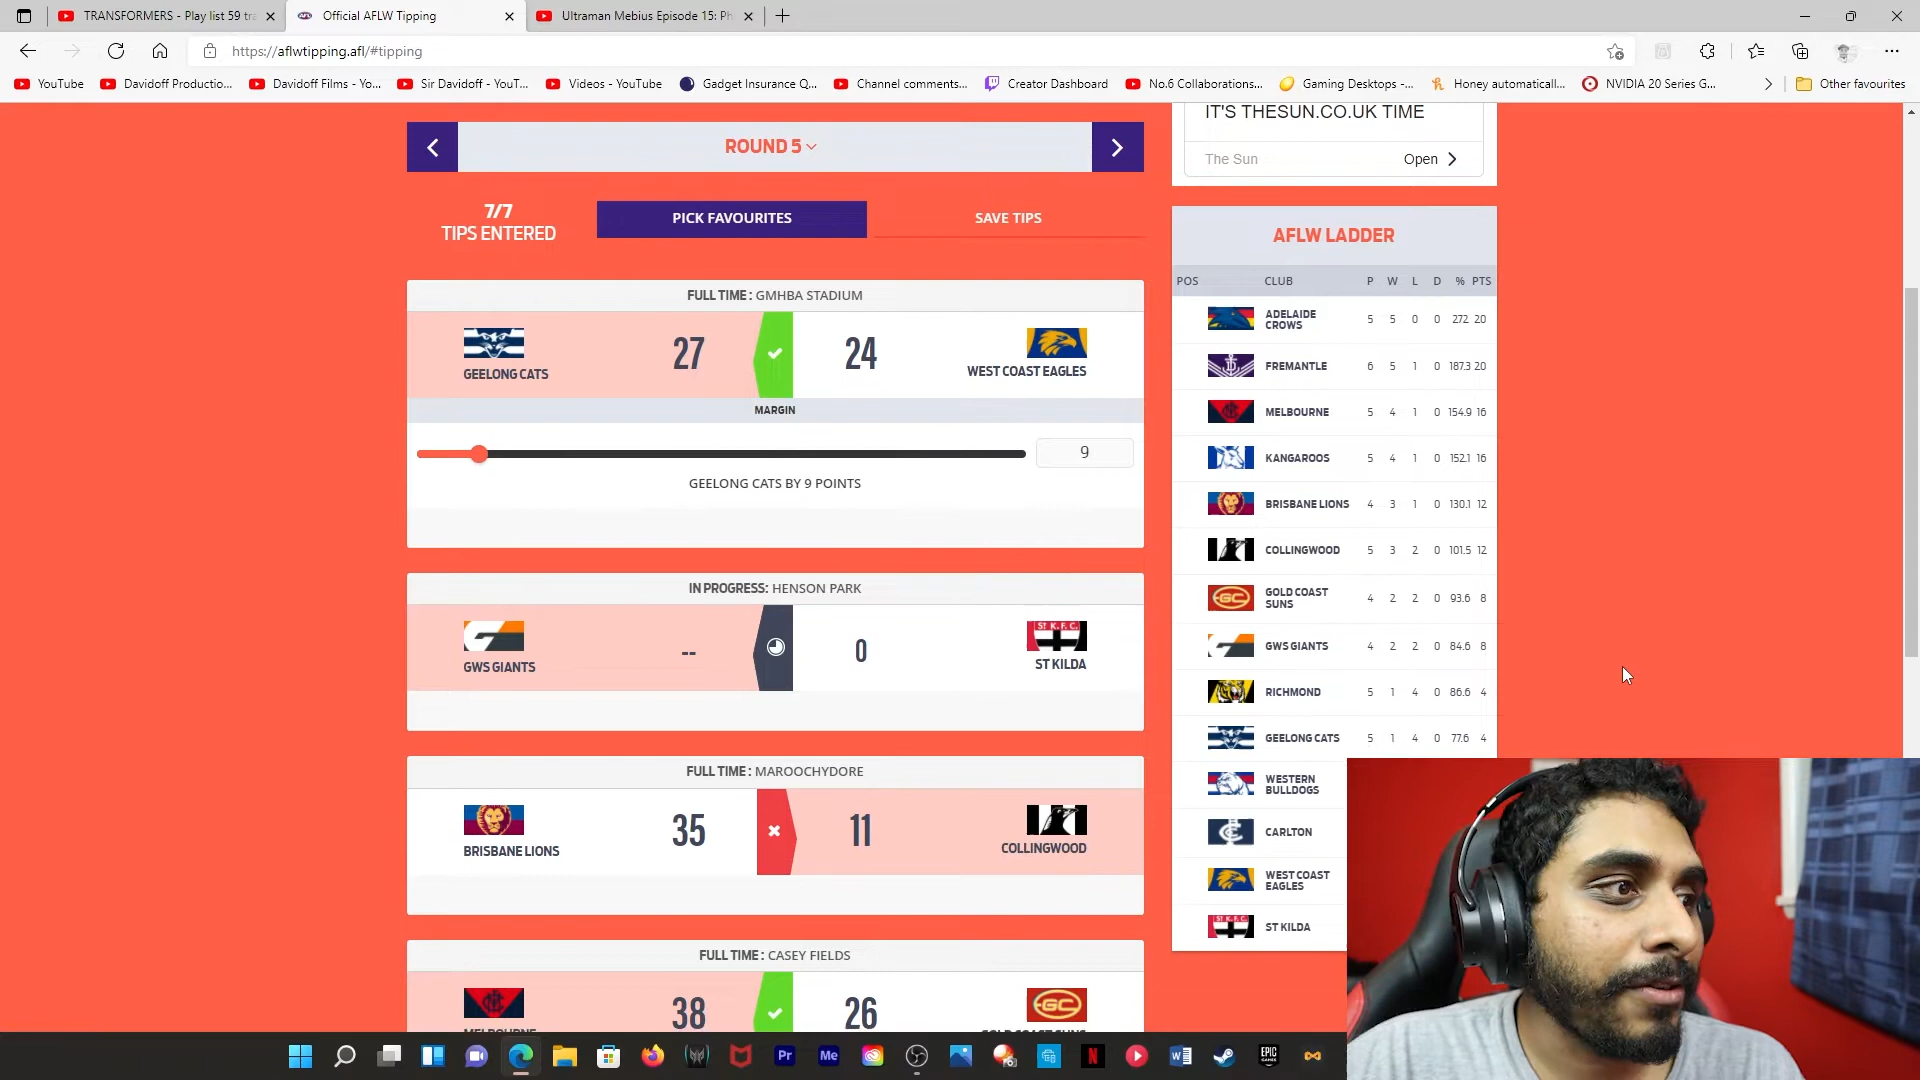 TRANSFORMERS - Play list 59 tra
Official AFLW Tipping
Ultraman Mebius Episode 15: Ph
https://aflwtipping.afl/#tipping
YouTube
Davidoff Productio...
Davidoff Films - Yo...
Sir Davidoff - YouT...
Videos - YouTube
Gadget Insurance Q...
Channel comments...
Creator Dashboard
No.6 Collaborations...
Gaming Desktops -...
Honey automaticall...
NVIDIA 20 Series G...
Other favourites
ROUND 5
7/7
TIPS ENTERED
PICK FAVOURITES
SAVE TIPS
FULL TIME : GMHBA STADIUM
GEELONG CATS
27
24
WEST COAST EAGLES
MARGIN
9
GEELONG CATS BY 9 POINTS
IN PROGRESS: HENSON PARK
GWS GIANTS
--
0
ST K.F.C.
ST KILDA
FULL TIME : MAROOCHYDORE
BRISBANE LIONS
35
11
COLLINGWOOD
FULL TIME : CASEY FIELDS
MELBOURNE
38
26
GC
GOLD COAST SUNS
IT'S THESUN.CO.UK TIME
The Sun
Open
AFLW LADDER
POS CLUB P W L D % PTS
ADELAIDE CROWS 5 5 0 0 272 20
FREMANTLE 6 5 1 0 187.3 20
MELBOURNE 5 4 1 0 154.9 16
KANGAROOS 5 4 1 0 152.1 16
BRISBANE LIONS 4 3 1 0 130.1 12
COLLINGWOOD 5 3 2 0 101.5 12
GOLD COAST SUNS 4 2 2 0 93.6 8
GWS GIANTS 4 2 2 0 84.6 8
RICHMOND 5 1 4 0 86.6 4
GEELONG CATS 5 1 4 0 77.6 4
WESTERN BULLDOGS
CARLTON
WEST COAST EAGLES
ST KILDA
Pr
Me
N
W
EPIC